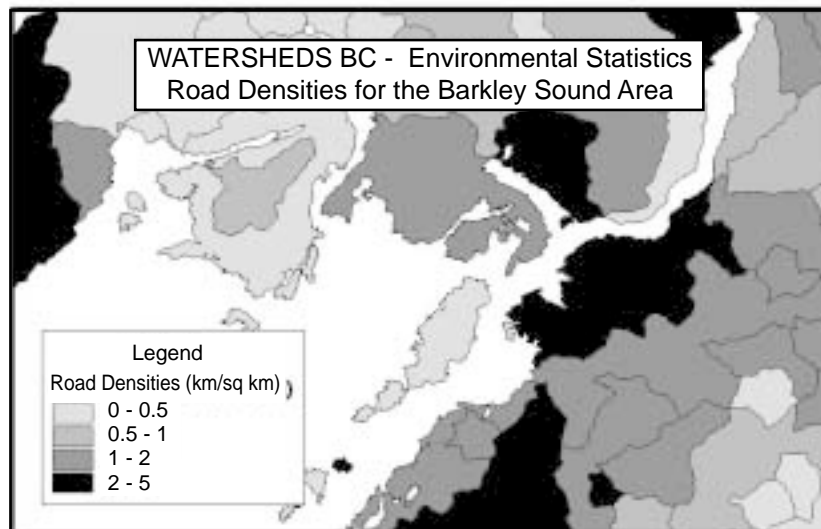 WATERSHEDS BC - Environmental Statistics
Road Densities for the Barkley Sound Area
Legend
Road Densities (km/sq km)
0 - 0.5
0.5 - 1
1 - 2
2 - 5